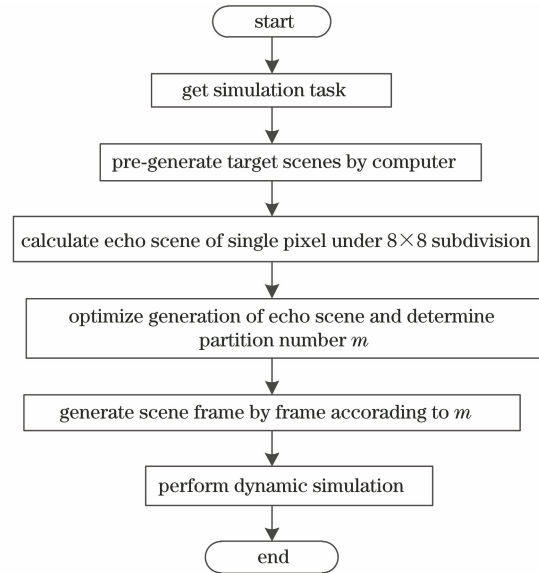 start
get simulation task
pre-generate target scenes by computer
calculate echo scene of single pixel under 8×8 subdivision
optimize generation of echo scene and determine
partition number m
generate scene frame by frame accorading to m
perform dynamic simulation
end